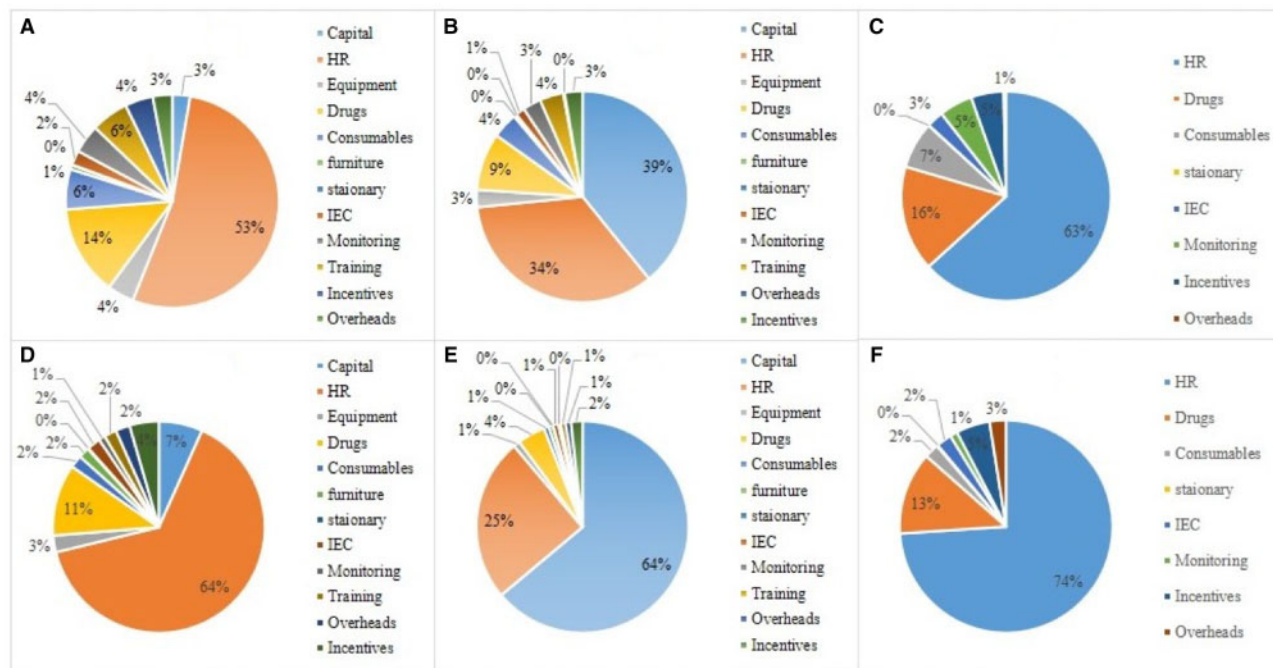 A
3%
53%
4%
14%
6%
1%
0%
2%
4%
6%
4%
3%
Capital
HR
Equipment
Drugs
Consumables
furniture
staionary
IEC
Monitoring
Training
Incentives
Overheads
B
39%
34%
3%
9%
4%
0%
0%
1%
3%
4%
0%
3%
Capital
HR
Equipment
Drugs
Consumables
furniture
staionary
IEC
Monitoring
Training
Overheads
Incentives
C
63%
16%
7%
0%
3%
5%
5%
1%
HR
Drugs
Consumables
staionary
IEC
Monitoring
Incentives
Overheads
D
7%
64%
3%
11%
2%
2%
0%
2%
1%
2%
2%
4%
Capital
HR
Equipment
Drugs
Consumables
furniture
staionary
IEC
Monitoring
Training
Overheads
Incentives
E
64%
25%
1%
4%
1%
0%
0%
1%
0%
1%
1%
2%
Capital
HR
Equipment
Drugs
Consumables
furniture
staionary
IEC
Monitoring
Training
Overheads
Incentives
F
74%
13%
2%
0%
2%
1%
5%
3%
HR
Drugs
Consumables
staionary
IEC
Monitoring
Incentives
Overheads